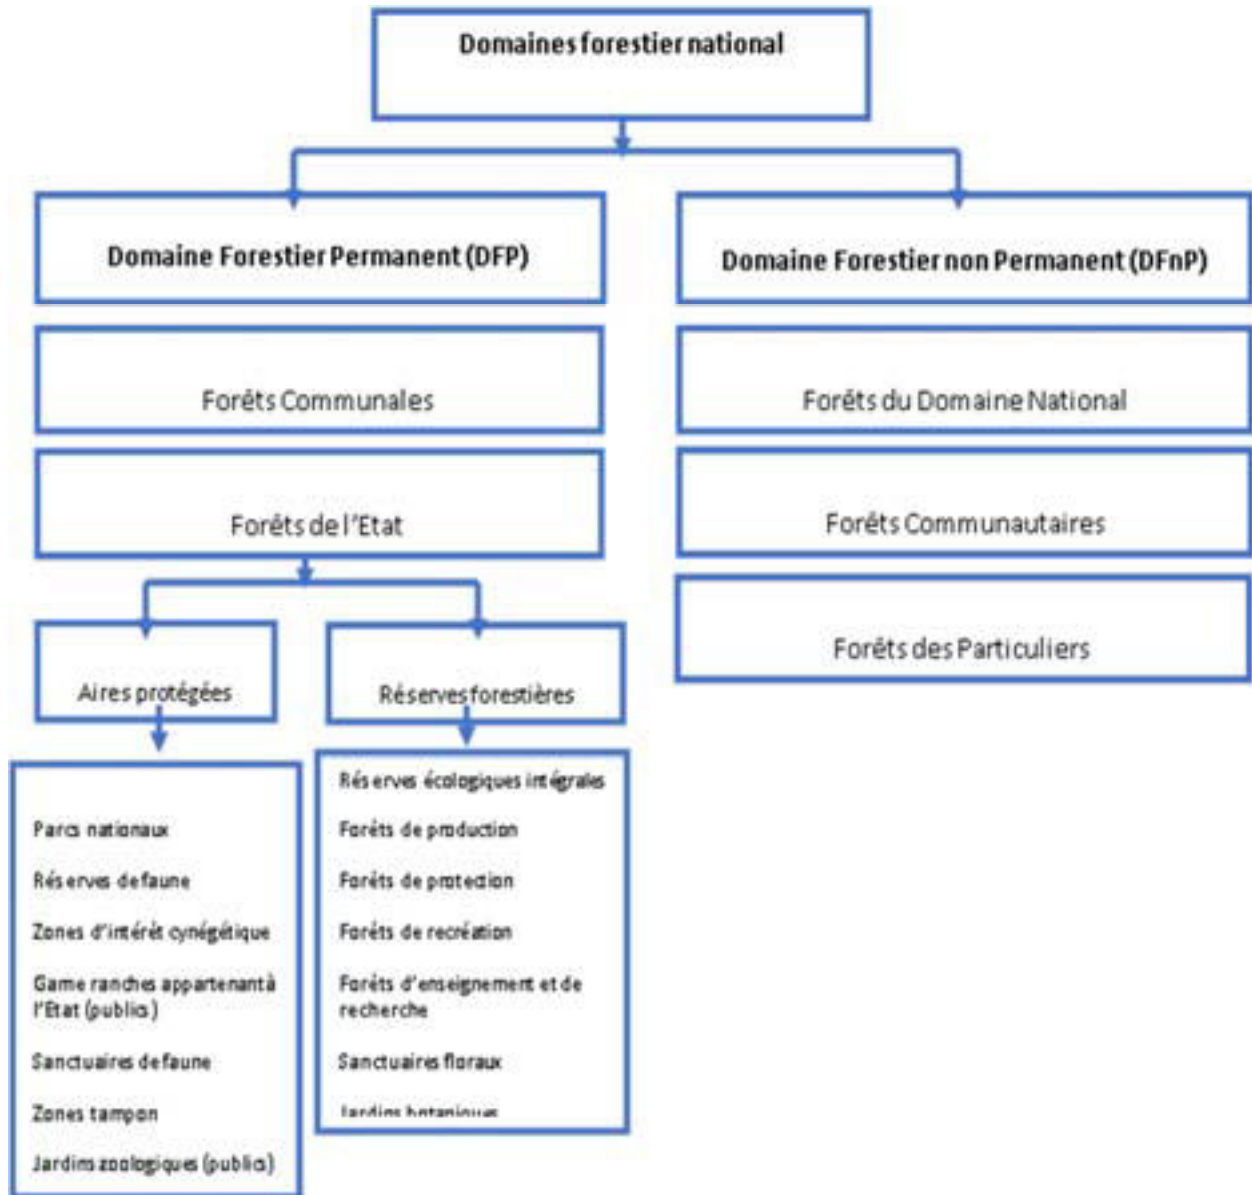 Domaines forestier national
Domaine Forestier Permanent (DFP)
Domaine Forestier non Permanent (DFnP)
Forêts Communales
Forêts du Domaine National
Forêts de l'Etat
Forêts Communautaires
Forêts des Particuliers
Aires protégées
Réserves forestières
Parcs nationaux
Réserves de faune
Zones d'intérêt cynégétique
Game ranches appartenant à
l'Etat (publics)
Sanctuaires de faune
Zones tampon
Jardins zoologiques (publics)
Réserves écologiques intégrales
Forêts de production
Forêts de protection
Forêts de recréation
Forêts d'enseignement et de
recherche
Sanctuaires floraux
Jardins botaniques